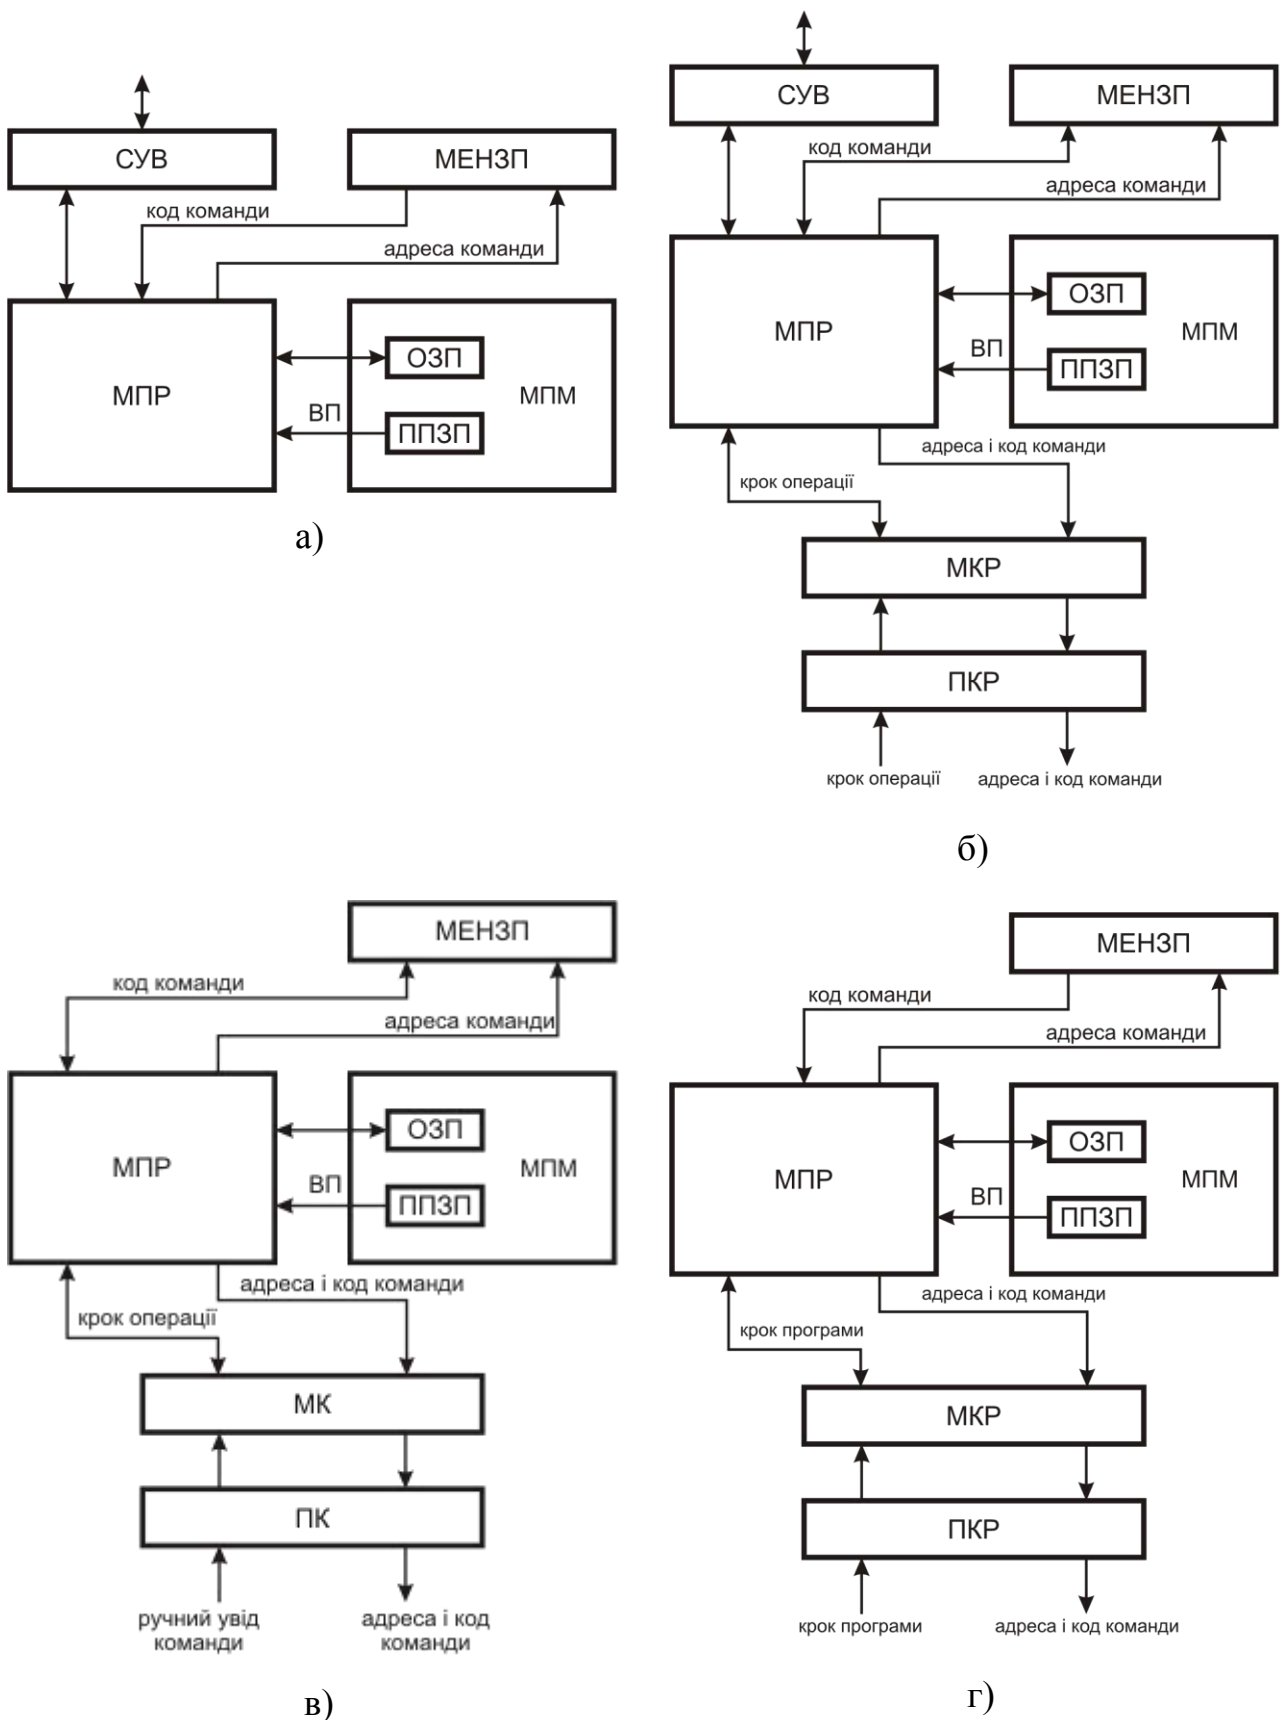 СУВ
МЕНЗП
код команди
адреса команди
МПР
ОЗП
МПМ
ВП
ППЗП
а)
СУВ
МЕНЗП
код команди
адреса команди
МПР
ОЗП
МПМ
ВП
ППЗП
адреса і код команди
крок операції
МКР
ПКР
крок операції
адреса і код команди
б)
МЕНЗП
код команди
адреса команди
МПР
ОЗП
МПМ
ВП
ППЗП
адреса і код команди
крок операції
МК
ПК
ручний увід
команди
адреса і код
команди
в)
МЕНЗП
код команди
адреса команди
МПР
ОЗП
МПМ
ВП
ППЗП
адреса і код команди
крок програми
МКР
ПКР
крок програми
адреса і код команди
г)